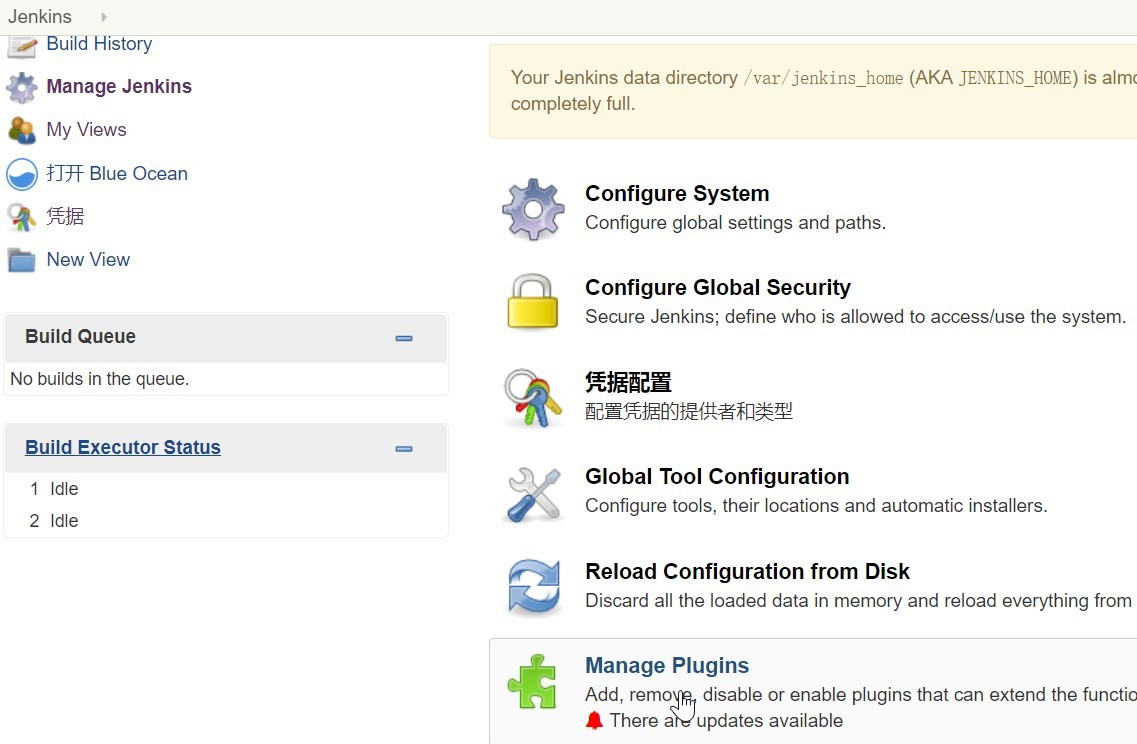 Jenkins
Build History
Manage Jenkins
My Views
打开 Blue Ocean
凭据
New View
Build Queue
No builds in the queue.
Build Executor Status
1 Idle
2 Idle
Your Jenkins data directory /var/jenkins_home (AKA JENKINS_HOME) is almo
completely full.
Configure System
Configure global settings and paths.
Configure Global Security
Secure Jenkins; define who is allowed to access/use the system.
凭据配置
配置凭据的提供者和类型
Global Tool Configuration
Configure tools, their locations and automatic installers.
Reload Configuration from Disk
Discard all the loaded data in memory and reload everything from
Manage Plugins
Add, remove, disable or enable plugins that can extend the functio
There are updates available